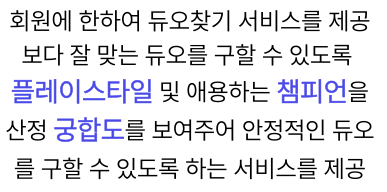 회원에 한하여 듀오찾기 서비스를 제공
보다 잘 맞는 듀오를 구할 수 있도록
플레이스타일 및 애용하는 챔피언을
산정 궁합도를 보여주어 안정적인 듀오
를 구할 수 있도록 하는 서비스를 제공